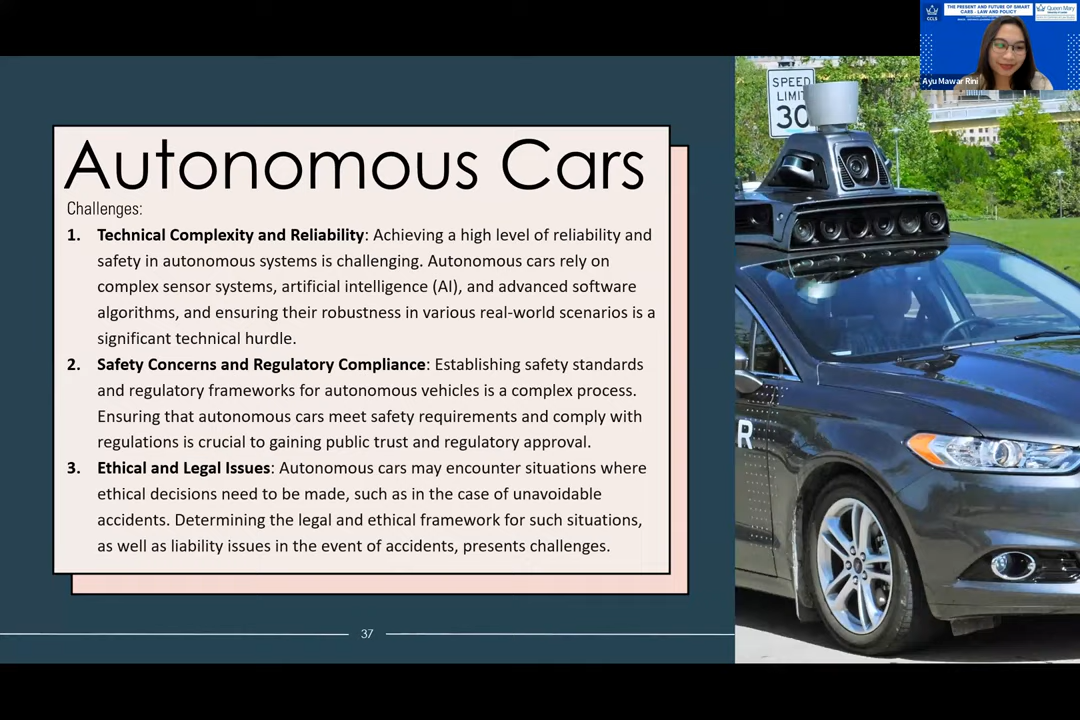 THE PRESENT AND FUTURE OF SMART
CARS - LAW AND POLICY
CCLS
Queen Mary
Ayu Mawar Rini
SPEED
LIMIT
30
Autonomous Cars
Challenges:
1. Technical Complexity and Reliability: Achieving a high level of reliability and
safety in autonomous systems is challenging. Autonomous cars rely on
complex sensor systems, artificial intelligence (AI), and advanced software
algorithms, and ensuring their robustness in various real-world scenarios is a
significant technical hurdle.
2. Safety Concerns and Regulatory Compliance: Establishing safety standards
and regulatory frameworks for autonomous vehicles is a complex process.
Ensuring that autonomous cars meet safety requirements and comply with
regulations is crucial to gaining public trust and regulatory approval.
3. Ethical and Legal Issues: Autonomous cars may encounter situations where
ethical decisions need to be made, such as in the case of unavoidable
accidents. Determining the legal and ethical framework for such situations,
as well as liability issues in the event of accidents, presents challenges.
R
37